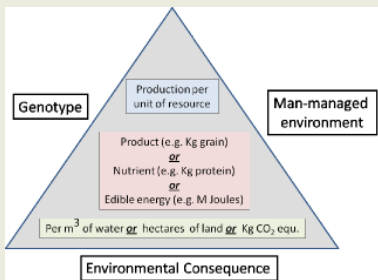 Production per
unit of resource
Genotype
Man-managed
environment
Product (e.g. Kg grain)
or
Nutrient (e.g. Kg protein)
or
Edible energy (e.g. M Joules)
Per m³ of water or hectares of land or Kg CO₂ equ.
Environmental Consequence